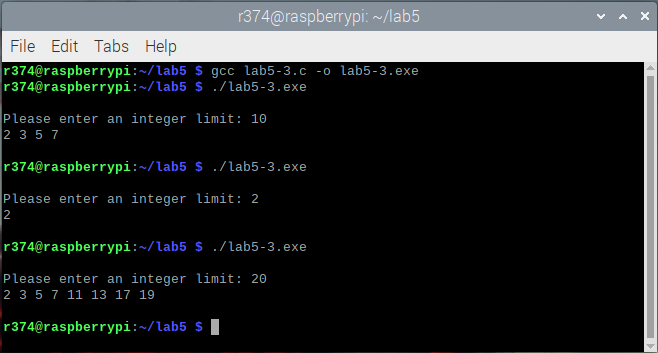 r374@raspberrypi: ~/lab5
File Edit Tabs Help
r374@raspberrypi:~/lab5 $ gcc lab5-3.c -o lab5-3.exe
r374@raspberrypi:~/lab5 $ ./lab5-3.exe
Please enter an integer limit: 10
2 3 5 7
r374@raspberrypi:~/lab5 $ ./lab5-3.exe
Please enter an integer limit: 2
2
r374@raspberrypi:~/lab5 $ ./lab5-3.exe
Please enter an integer limit: 20
2 3 5 7 11 13 17 19
r374@raspberrypi:~/lab5 $